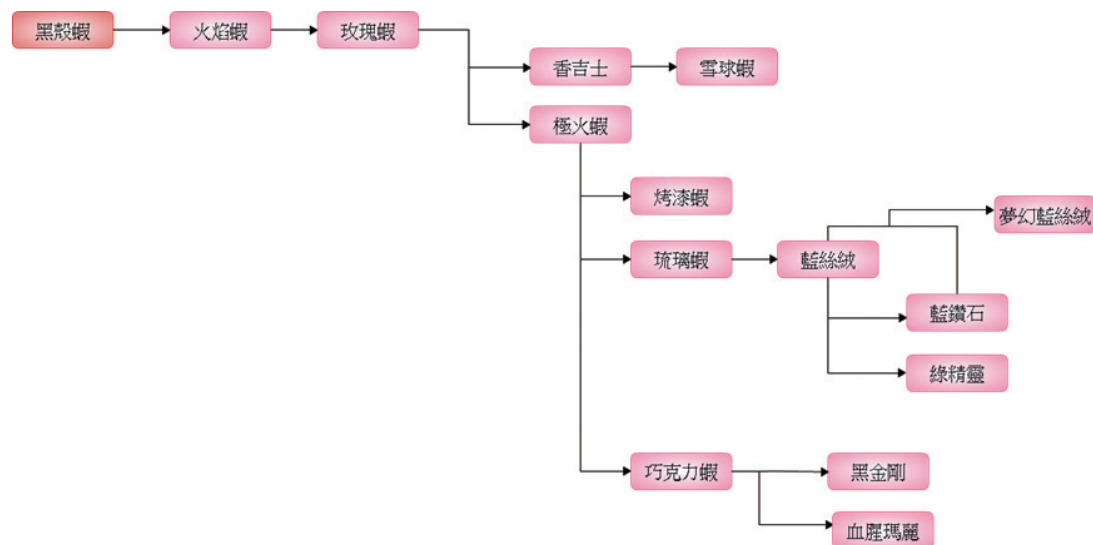 黑殼蝦
火焰蝦
玫瑰蝦
香吉士
雪球蝦
極火蝦
烤漆蝦
夢幻藍絲絨
琉璃蝦
藍絲絨
藍鑽石
綠精靈
巧克力蝦
黑金剛
血腥瑪麗